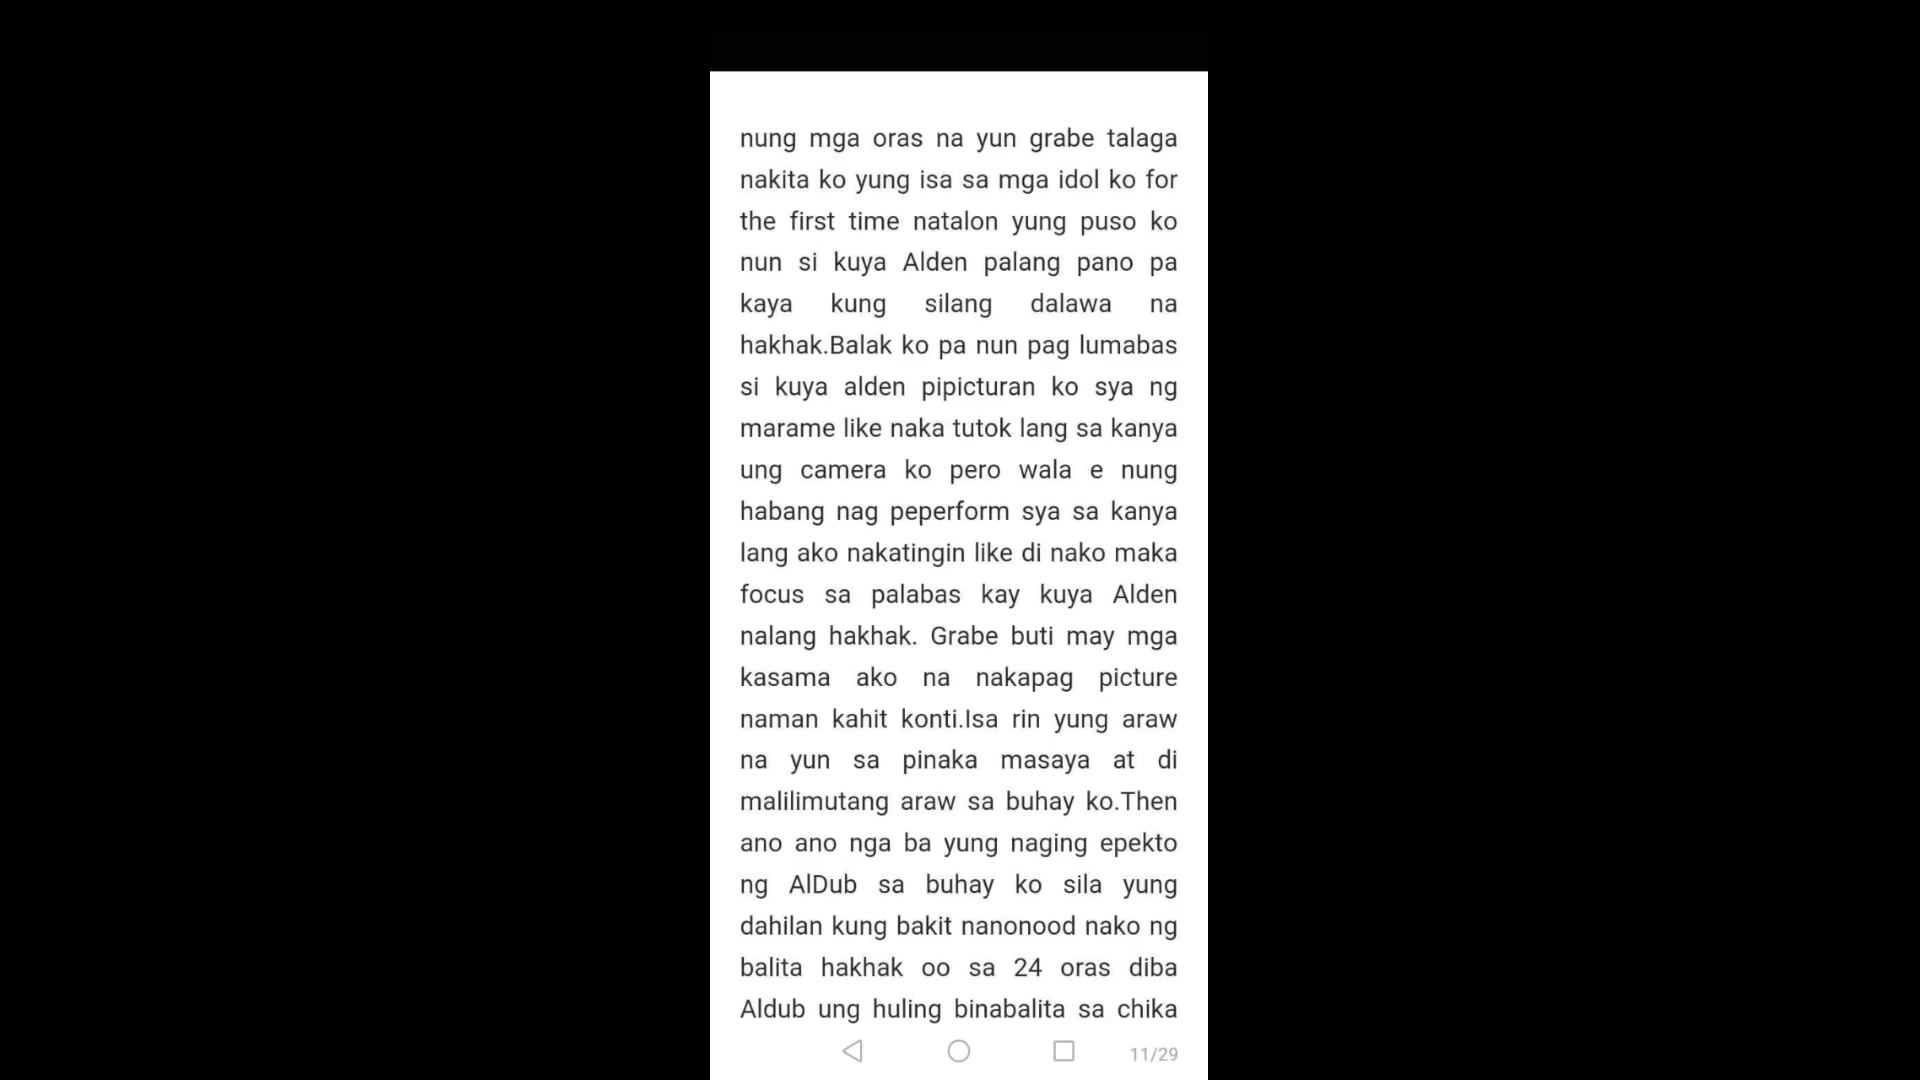 nung mga oras na yun grabe talaga
nakita ko yung isa sa mga idol ko for
the first time natalon yung puso ko
nun si kuya Alden palang pano pa
kaya kung silang dalawa na
hakhak.Balak ko pa nun pag lumabas
si kuya alden pipicturan ko sya ng
marame like naka tutok lang sa kanya
ung camera ko pero wala e nung
habang nag peperform sya sa kanya
lang ako nakatingin like di nako maka
focus sa palabas kay kuya Alden
nalang hakhak. Grabe buti may mga
kasama ako na nakapag picture
naman kahit konti.Isa rin yung araw
na yun sa pinaka masaya at di
malilimutang araw sa buhay ko.Then
ano ano nga ba yung naging epekto
ng AlDub sa buhay ko sila yung
dahilan kung bakit nanonood nako ng
balita hakhak oo sa 24 oras diba
Aldub ung huling binabalita sa chika
11/29